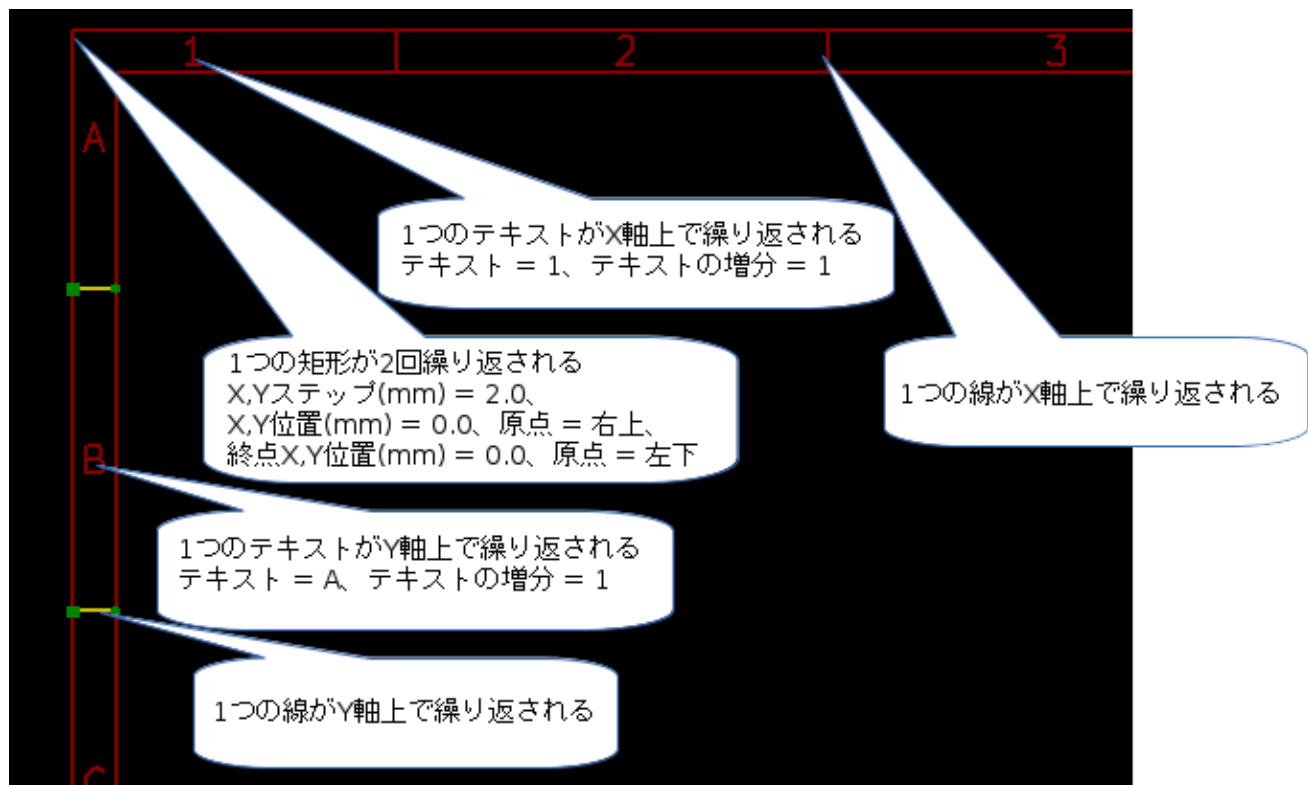 1
2
3
A
1つのテキストがX軸上で繰り返される
テキスト = 1、テキストの増分 = 1
1つの矩形が2回繰り返される
X,Yステップ(mm) = 2.0、
X,Y位置(mm) = 0.0、原点 = 右上、
終点X,Y位置(mm) = 0.0、原点 = 左下
1つの線がX軸上で繰り返される
B
1つのテキストがY軸上で繰り返される
テキスト = A、テキストの増分 = 1
1つの線がY軸上で繰り返される
C